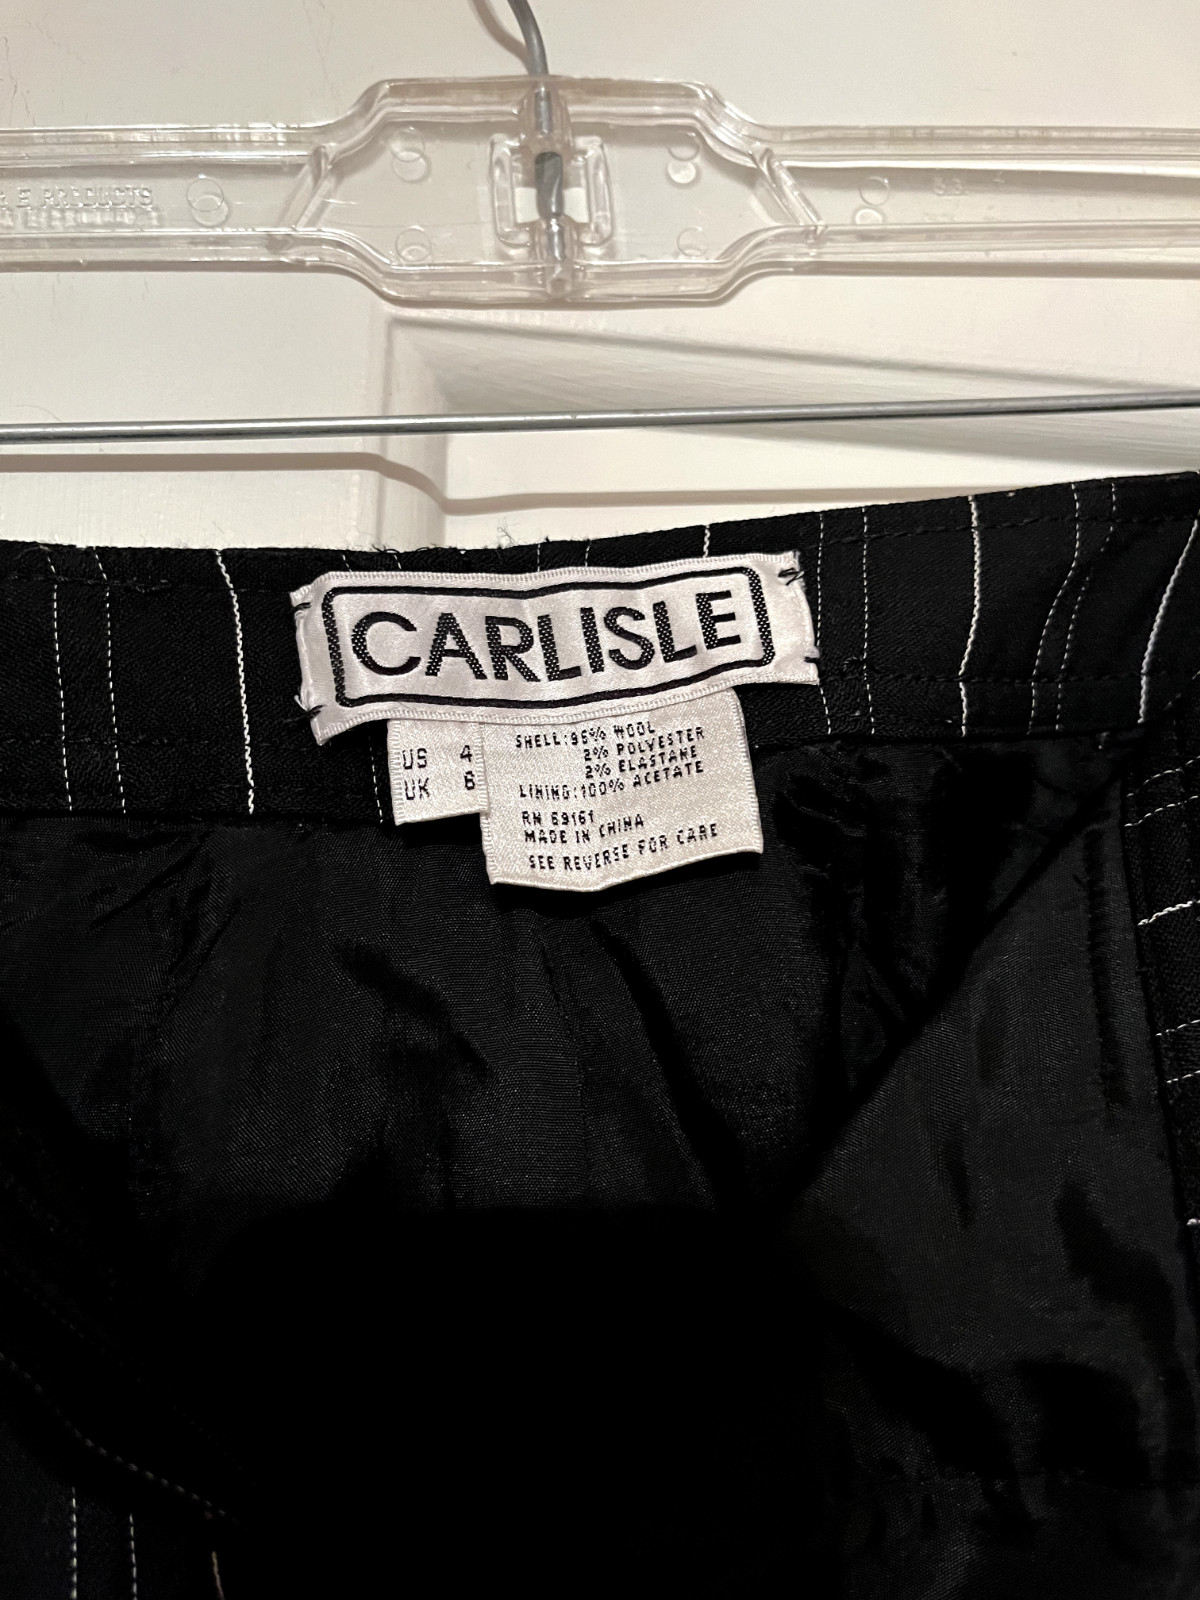 PRODUCTS
CARLISLE
US 4
UK 6
SHELL: 96% WOOL
2% POLYESTER
2% ELASTANE
LINING: 100% ACETATE
RN 69161
MADE IN CHINA
SEE REVERSE FOR CARE